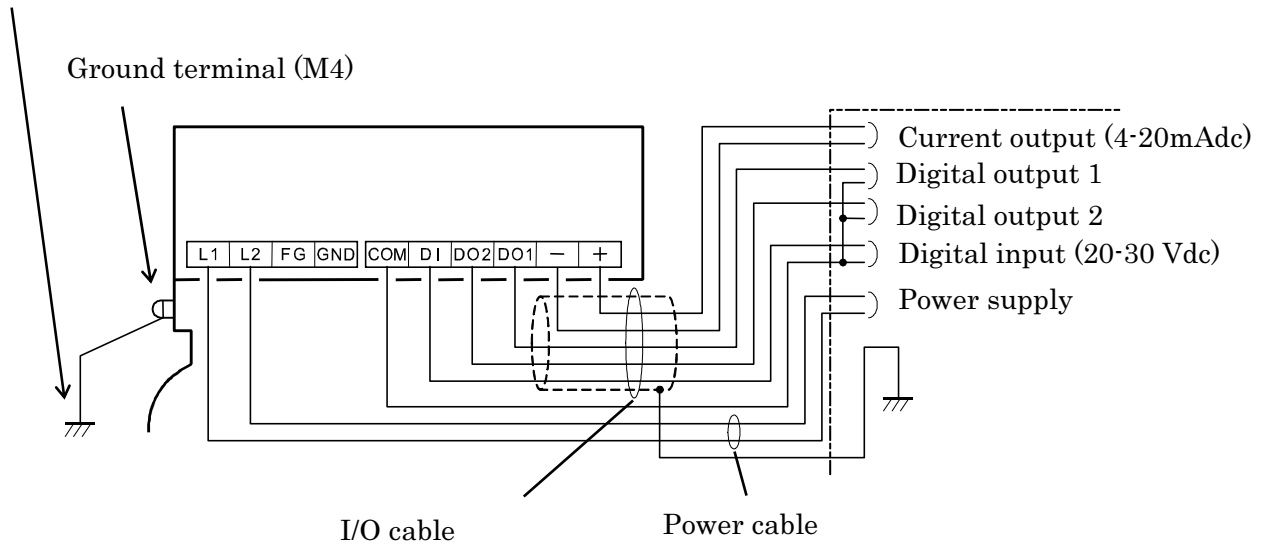 Ground terminal (M4)
Current output (4-20mAdc)
Digital output 1
Digital output 2
Digital input (20-30 Vdc)
Power supply
L1 L2 FG GND COM DI DO2 DO1 − +
I/O cable
Power cable